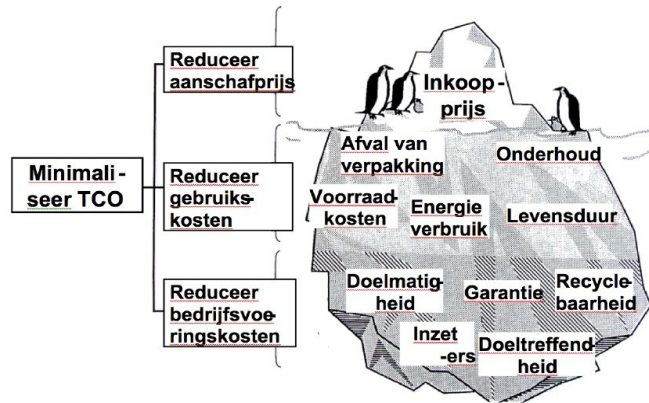 Minimali-
seer TCO
Reduceer
aanschafprijs
Reduceer
gebruiks-
kosten
Reduceer
bedrijfsvoe-
ringskosten
Inkoop-
prijs
Afval van
verpakking
Onderhoud
Voorraad-
kosten
Energie
verbruik
Levensduur
Doelmatig-
heid
Garantie
Recycle-
baarheid
Inzet
-ers
Doeltreffend-
heid